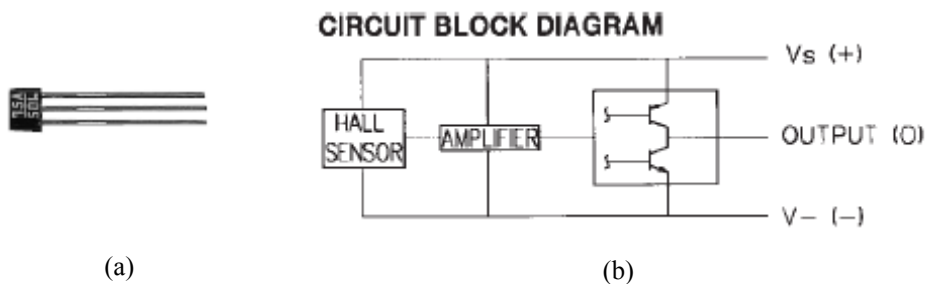 CIRCUIT BLOCK DIAGRAM
Vs (+)
HALL
SENSOR
AMPLIFIER
OUTPUT (O)
V– (–)
(a)
(b)